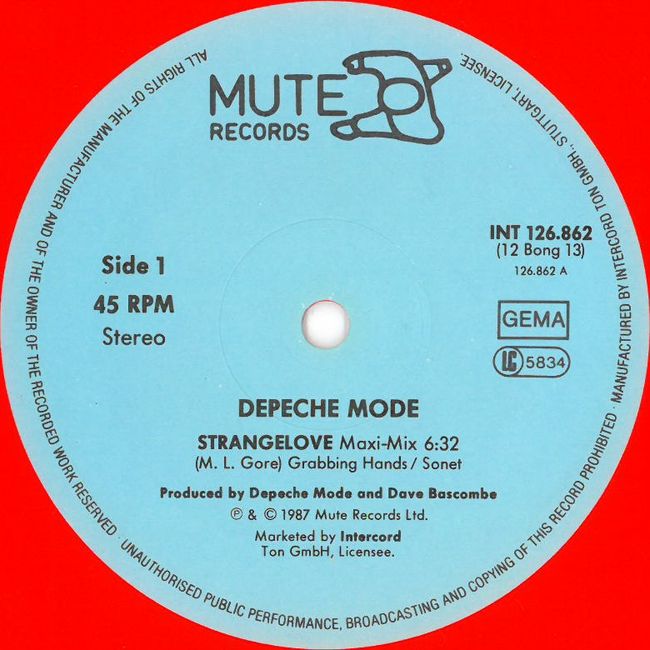 MUTE
RECORDS
Side 1
45 RPM
Stereo
INT 126.862
(12 Bong 13)
126.862 A
GEMA
LC 5834
DEPECHE MODE
STRANGELOVE Maxi-Mix 6:32
(M. L. Gore) Grabbing Hands / Sonet
Produced by Depeche Mode and Dave Bascombe
℗ & © 1987 Mute Records Ltd.
Marketed by Intercord
Ton GmbH, Licensee.
ALL RIGHTS OF THE MANUFACTURER AND OF THE OWNER OF THE RECORDED WORK RESERVED · UNAUTHORISED PUBLIC PERFORMANCE, BROADCASTING AND COPYING OF THIS RECORD PROHIBITED · MANUFACTURED BY INTERCORD TON GMBH., STUTTGART, LICENSEE.